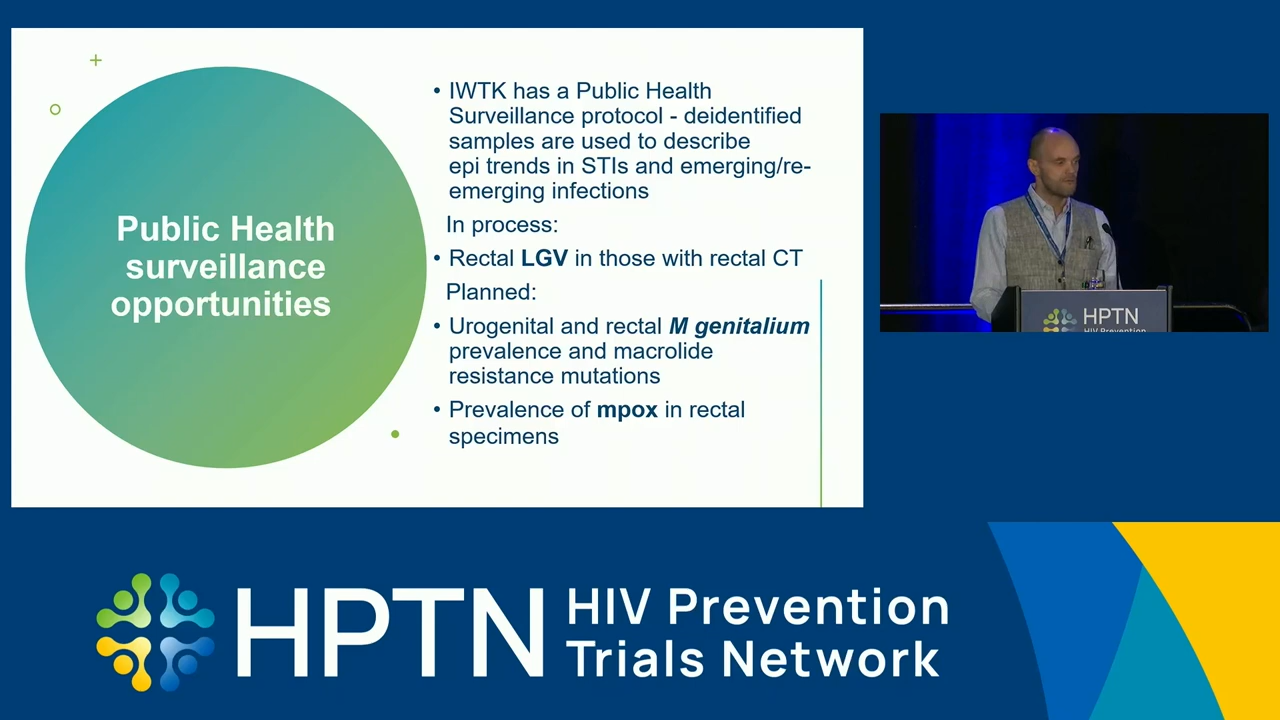 Public Health
surveillance
opportunities
• IWTK has a Public Health
Surveillance protocol - deidentified
samples are used to describe
epi trends in STIs and emerging/re-
emerging infections
In process:
• Rectal LGV in those with rectal CT
Planned:
• Urogenital and rectal M genitalium
prevalence and macrolide
resistance mutations
• Prevalence of mpox in rectal
specimens
HPTN
HIV Prevention
HPTN
HIV Prevention
Trials Network